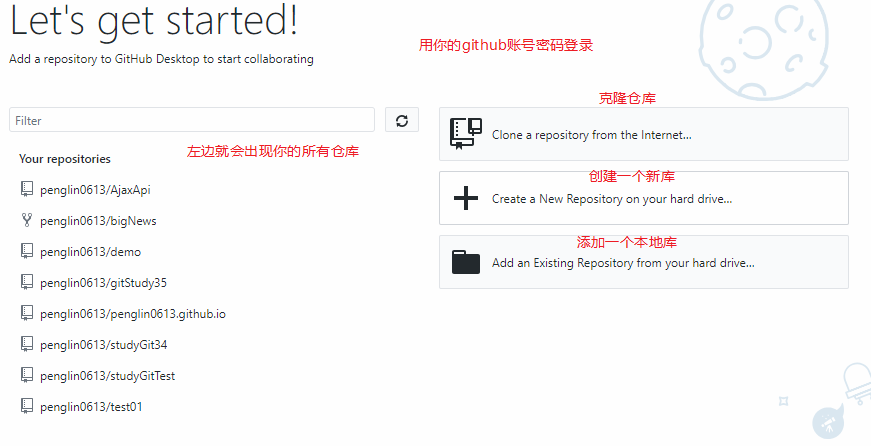 Let's get started!
Add a repository to GitHub Desktop to start collaborating
用你的github账号密码登录
Filter
左边就会出现你的所有仓库
Your repositories
penglin0613/AjaxApi
penglin0613/bigNews
penglin0613/demo
penglin0613/gitStudy35
penglin0613/penglin0613.github.io
penglin0613/studyGit34
penglin0613/studyGitTest
penglin0613/test01
克隆仓库
Clone a repository from the Internet...
创建一个新库
Create a New Repository on your hard drive...
添加一个本地库
Add an Existing Repository from your hard drive...